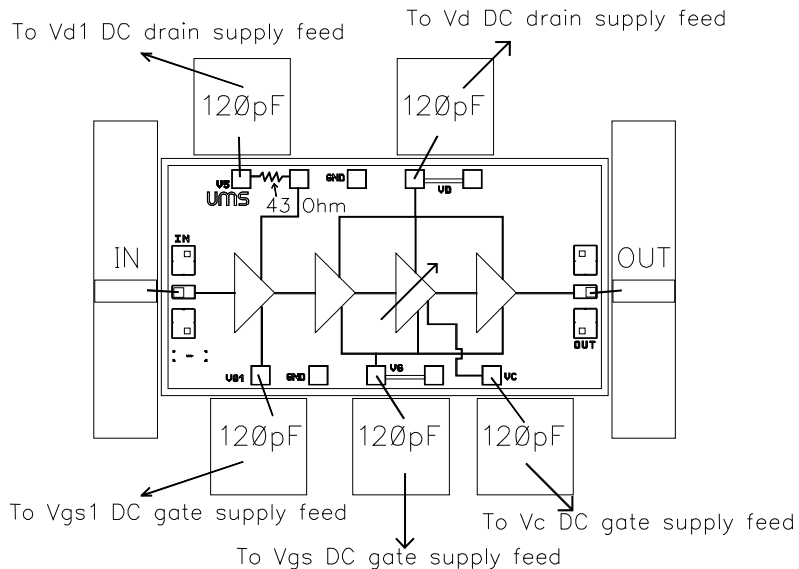 To Vd1 DC drain supply feed
To Vd DC drain supply feed
120pF
120pF
V5
GND
VD
UMS
43 Ohm
IN
IN
OUT
OUT
VG1
GND
VG
VC
120pF
120pF
120pF
To Vgs1 DC gate supply feed
To Vc DC gate supply feed
To Vgs DC gate supply feed